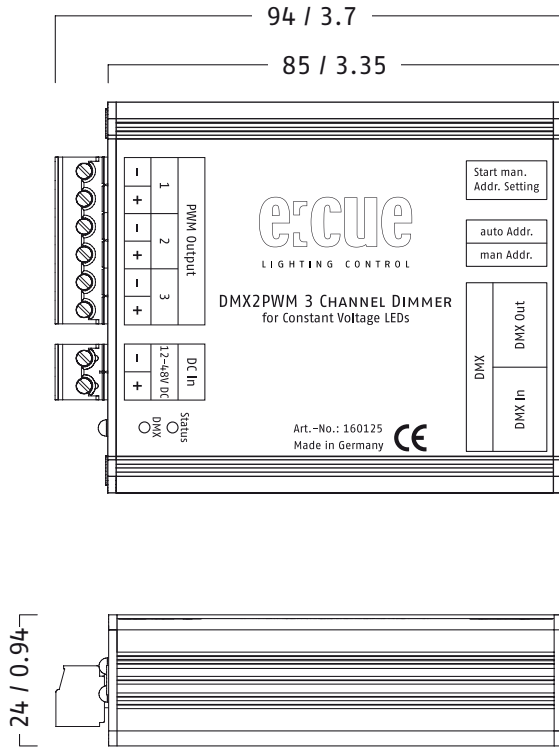 94 / 3.7
85 / 3.35
Start man.
Addr. Setting
auto Addr.
man Addr.
PWM Output
1
2
3
- + - + - +
e:cue
LIGHTING CONTROL
DMX2PWM 3 CHANNEL DIMMER
for Constant Voltage LEDs
DMX
DMX Out
DMX In
DC In
12-48V DC
- +
Status
DMX
Art.-No.: 160125
Made in Germany CE
24 / 0.94